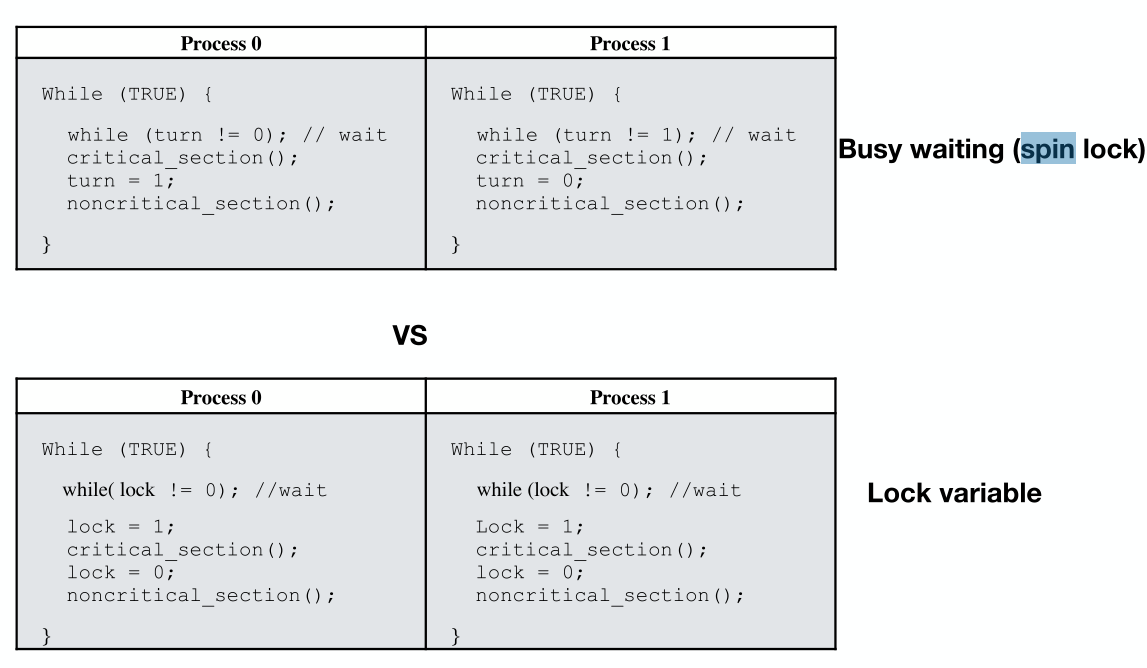 Process 0
Process 1
While (TRUE) {
while (turn != 0); // wait
critical_section();
turn = 1;
noncritical_section();
}
While (TRUE) {
while (turn != 1); // wait
critical_section();
turn = 0;
noncritical_section();
}
Busy waiting (spin lock)
VS
Process 0
Process 1
While (TRUE) {
while( lock != 0); //wait
lock = 1;
critical_section();
lock = 0;
noncritical_section();
}
While (TRUE) {
while (lock != 0); //wait
Lock = 1;
critical_section();
lock = 0;
noncritical_section();
}
Lock variable